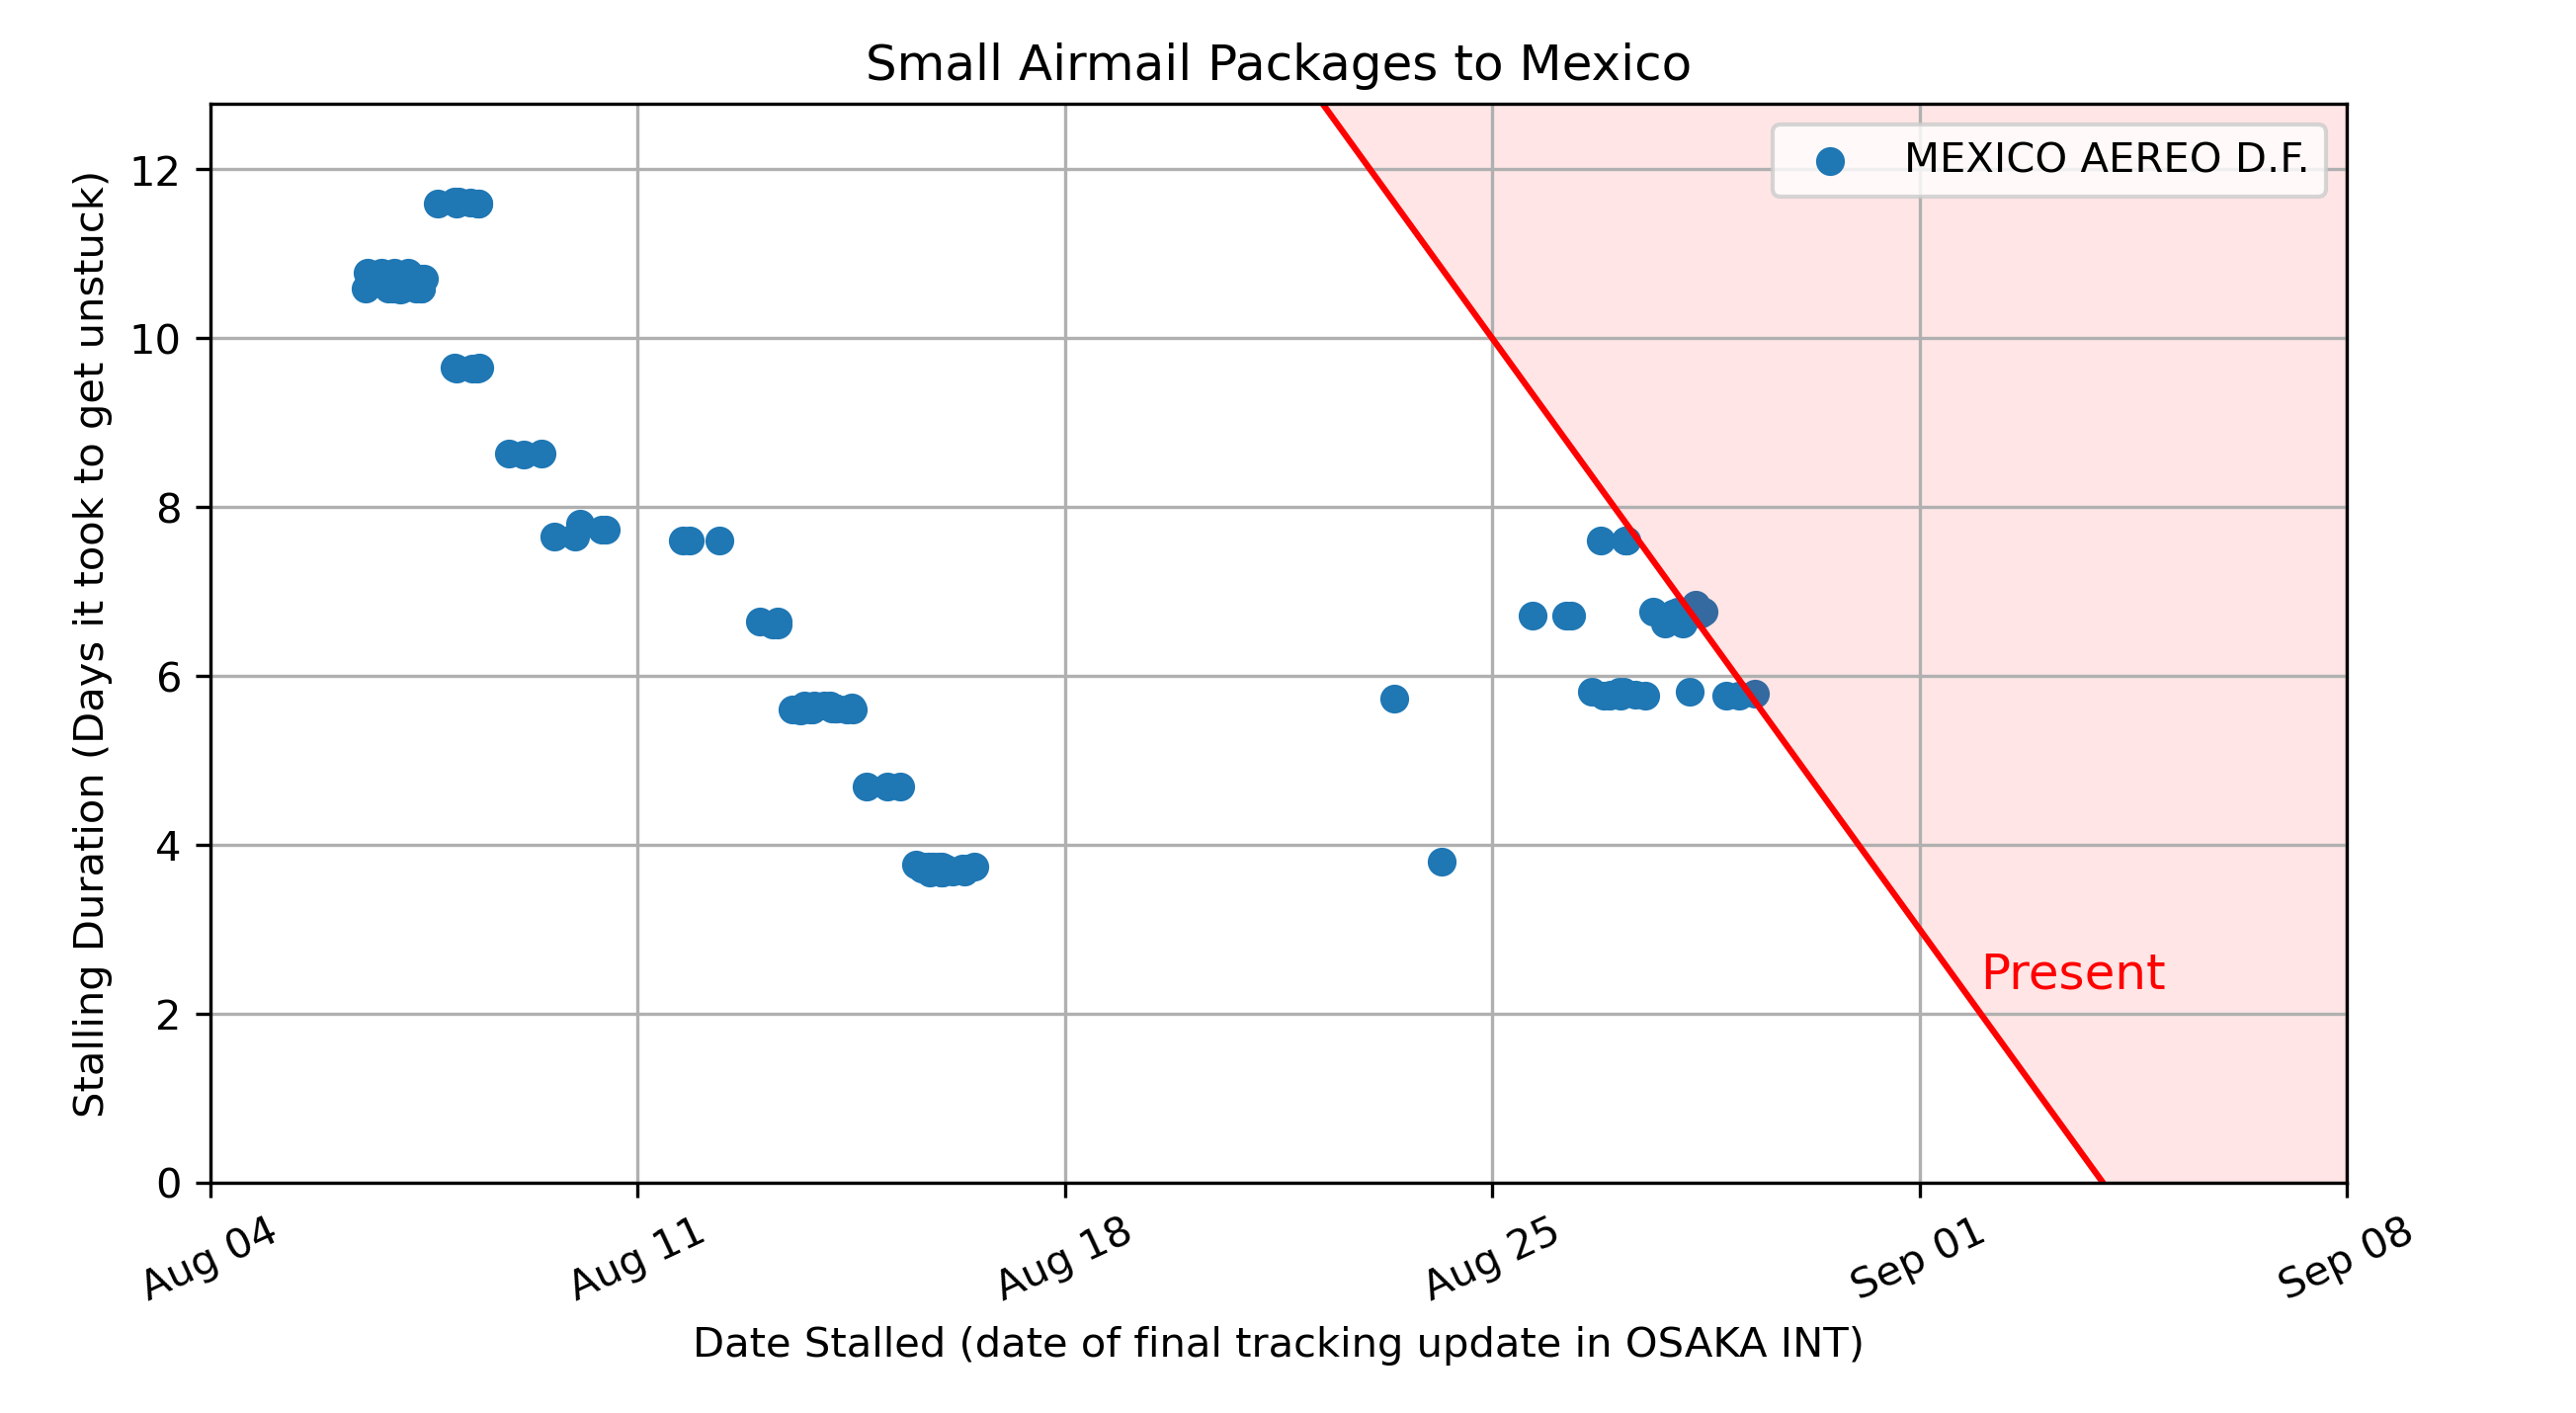 Small Airmail Packages to Mexico
MEXICO AEREO D.F.
Stalling Duration (Days it took to get unstuck)
12
10
8
6
4
2
0
Present
Aug 04
Aug 11
Aug 18
Aug 25
Sep 01
Sep 08
Date Stalled (date of final tracking update in OSAKA INT)